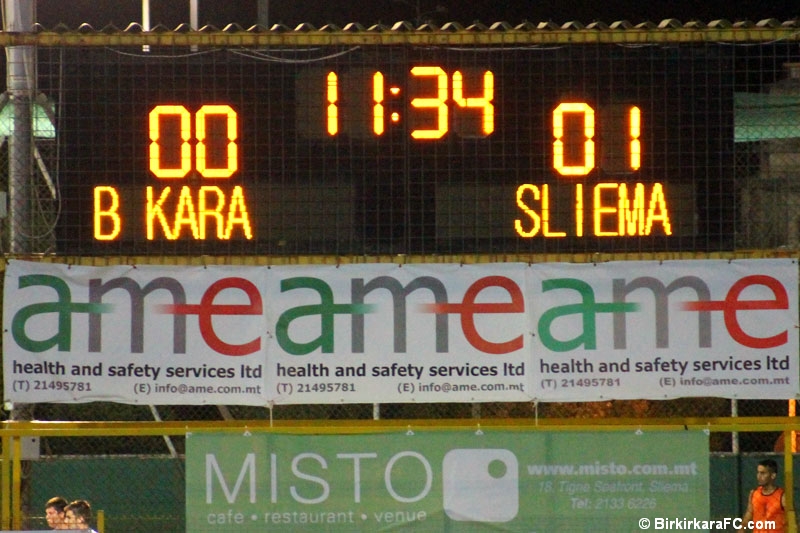 11:34
00 01
B KARA SLIEMA
ame ame ame
health and safety services ltd health and safety services ltd health and safety services ltd
(T) 21495781 (E) info@ame.com.mt (T) 21495781 (E) info@ame.com.mt (T) 21495781 (E) info@ame.com.mt
MISTO
café • restaurant • venue
www.misto.com.mt
18, Tigne Seafront, Sliema.
Tel: 2133 6226
© BirkirkaraFC.com